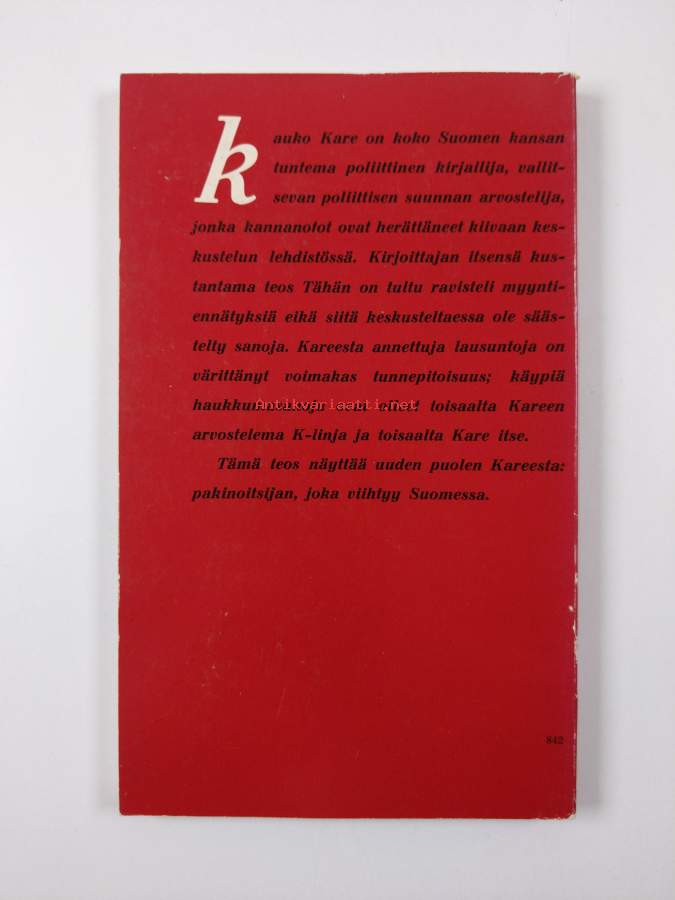 kauko Kare on koko Suomen kansan
tuntema poliittinen kirjailija, vallit-
sevan poliittisen suunnan arvostelija,
jonka kannanotot ovat herättäneet kiivaan kes-
kustelun lehdistössä. Kirjoittajan itsensä kus-
tantama teos Tähän on tultu ravisteli myynti-
ennätyksiä eikä siitä keskusteltaessa ole sääs-
telty sanoja. Kareesta annettuja lausuntoja on
värittänyt voimakas tunnepitoisuus; käypiä
toisaalta Kareen
Antikvariaatti.net
arvostelema K-linja ja toisaalta Kare itse.
Tämä teos näyttää uuden puolen Kareesta:
pakinoitsijan, joka viihtyy Suomessa.
842